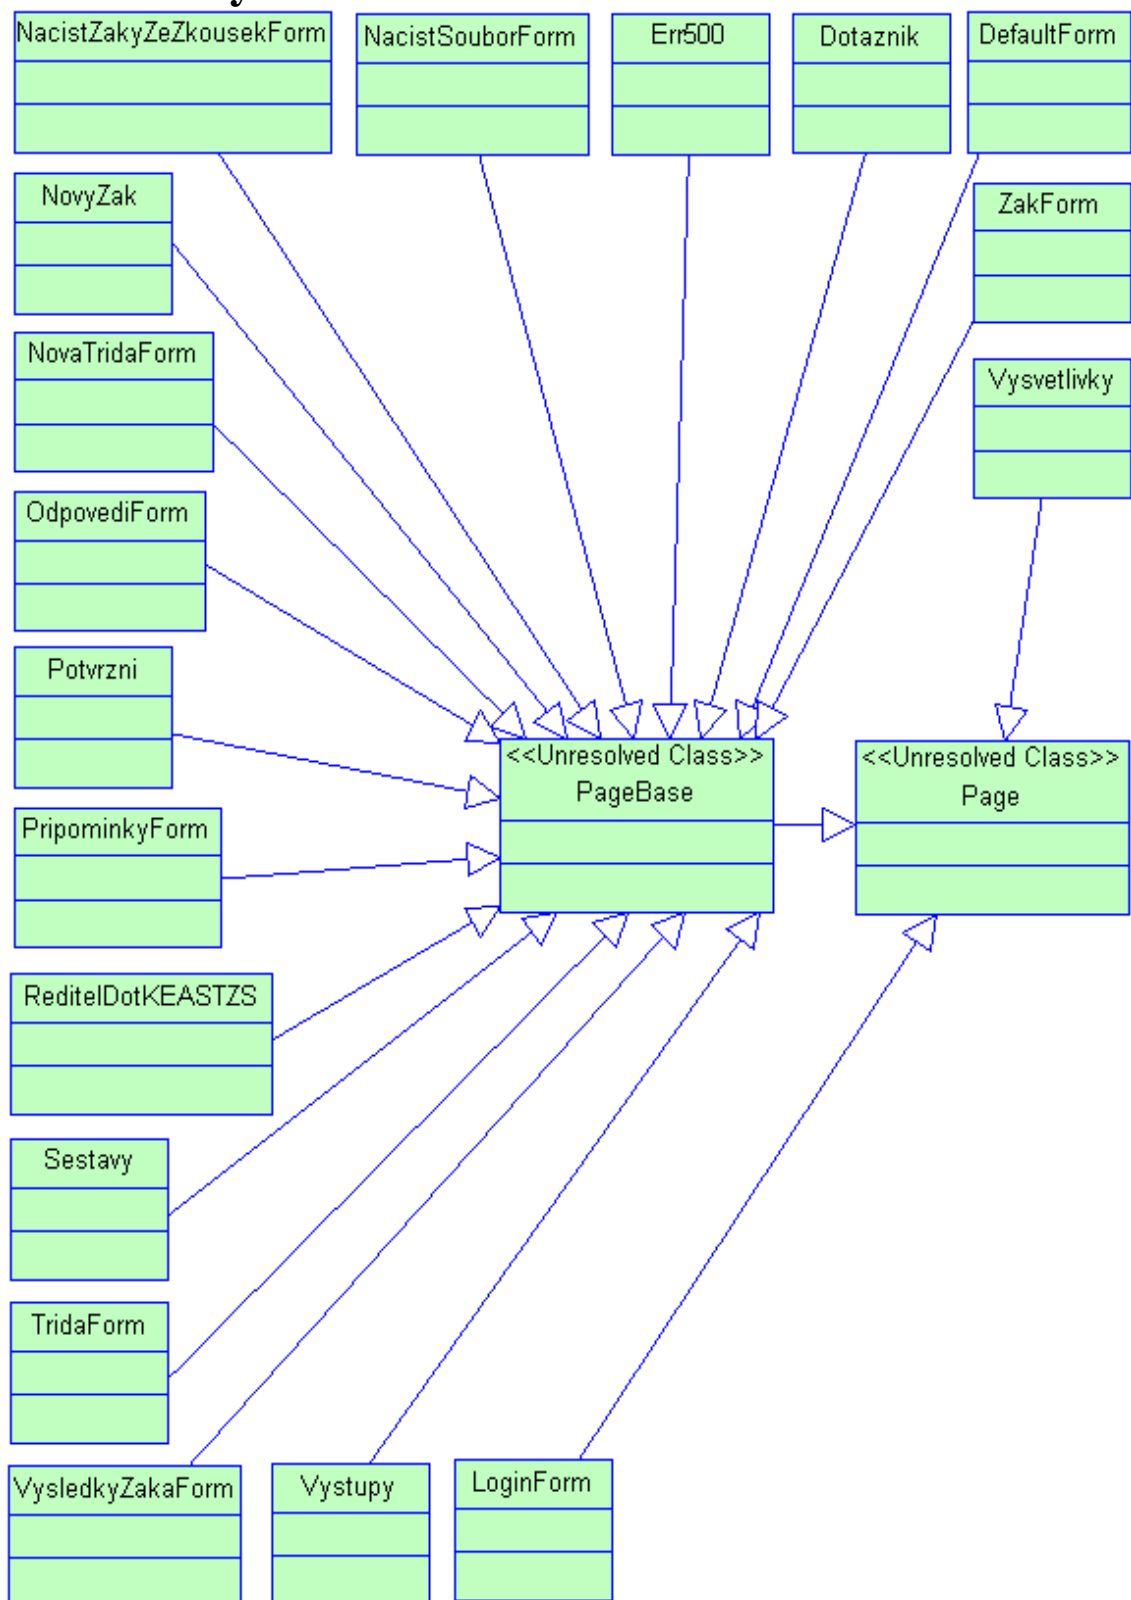 y
NacistZakyZeZkousekForm
NacistSouborForm
Err500
Dotaznik
DefaultForm
NovyZak
ZakForm
NovaTridaForm
Vysvetlivky
OdpovediForm
Potvrzni
<<Unresolved Class>>
PageBase
<<Unresolved Class>>
Page
PripominkyForm
ReditelDotKEASTZS
Sestavy
TridaForm
VysledkyZakaForm
Vystupy
LoginForm